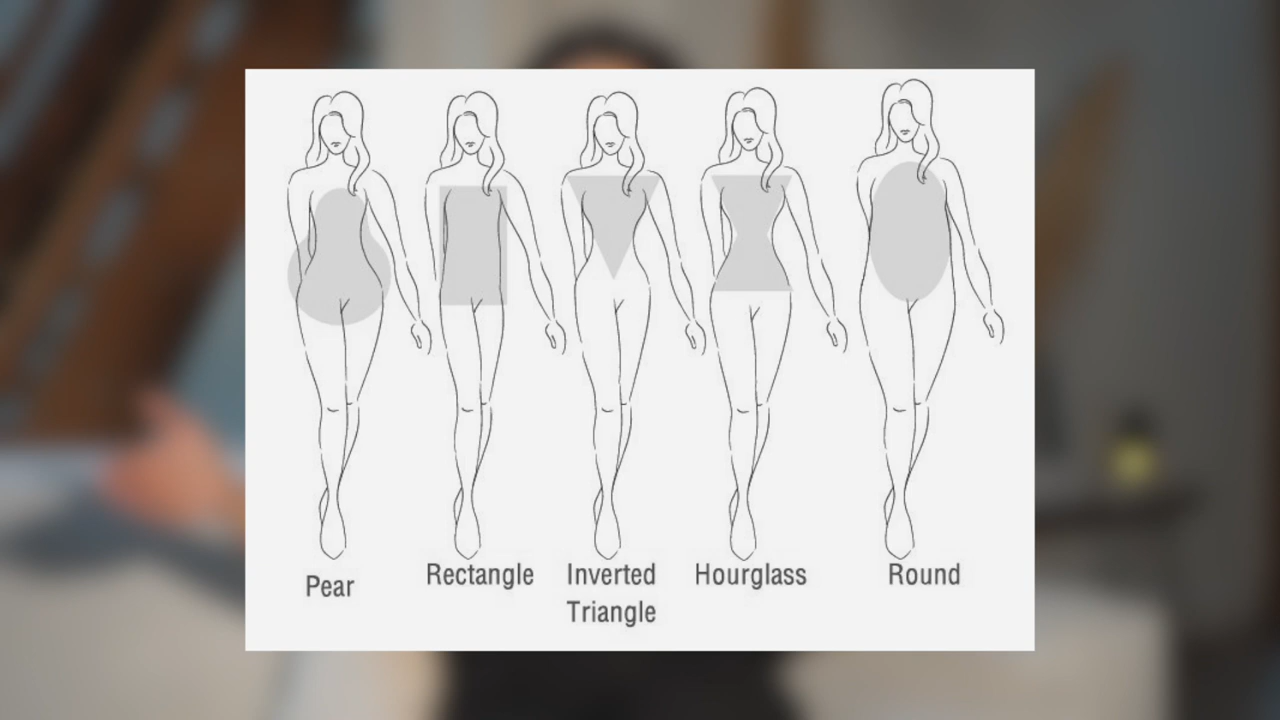 Pear
Rectangle
Inverted
Triangle
Hourglass
Round